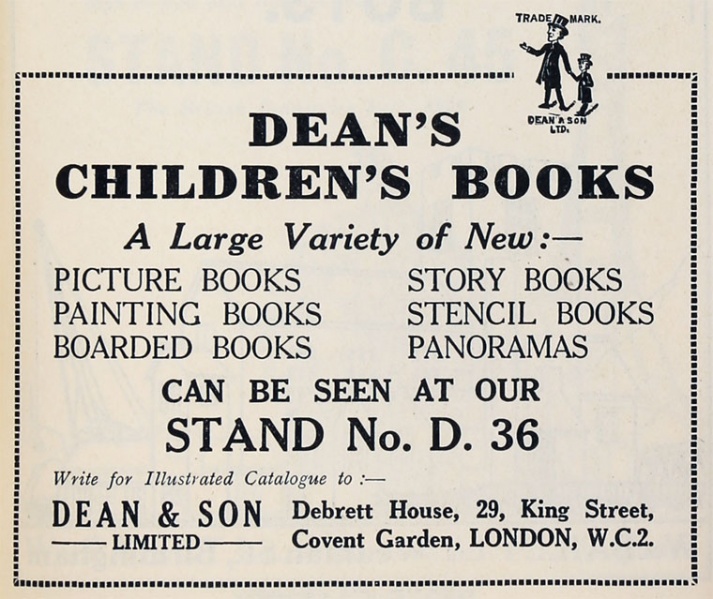 TRADE MARK.
DEAN & SON
LTD.
DEAN'S
CHILDREN'S BOOKS
A Large Variety of New:—
PICTURE BOOKS STORY BOOKS
PAINTING BOOKS STENCIL BOOKS
BOARDED BOOKS PANORAMAS
CAN BE SEEN AT OUR
STAND No. D. 36
Write for Illustrated Catalogue to :—
DEAN & SON Debrett House, 29, King Street,
LIMITED Covent Garden, LONDON, W.C.2.